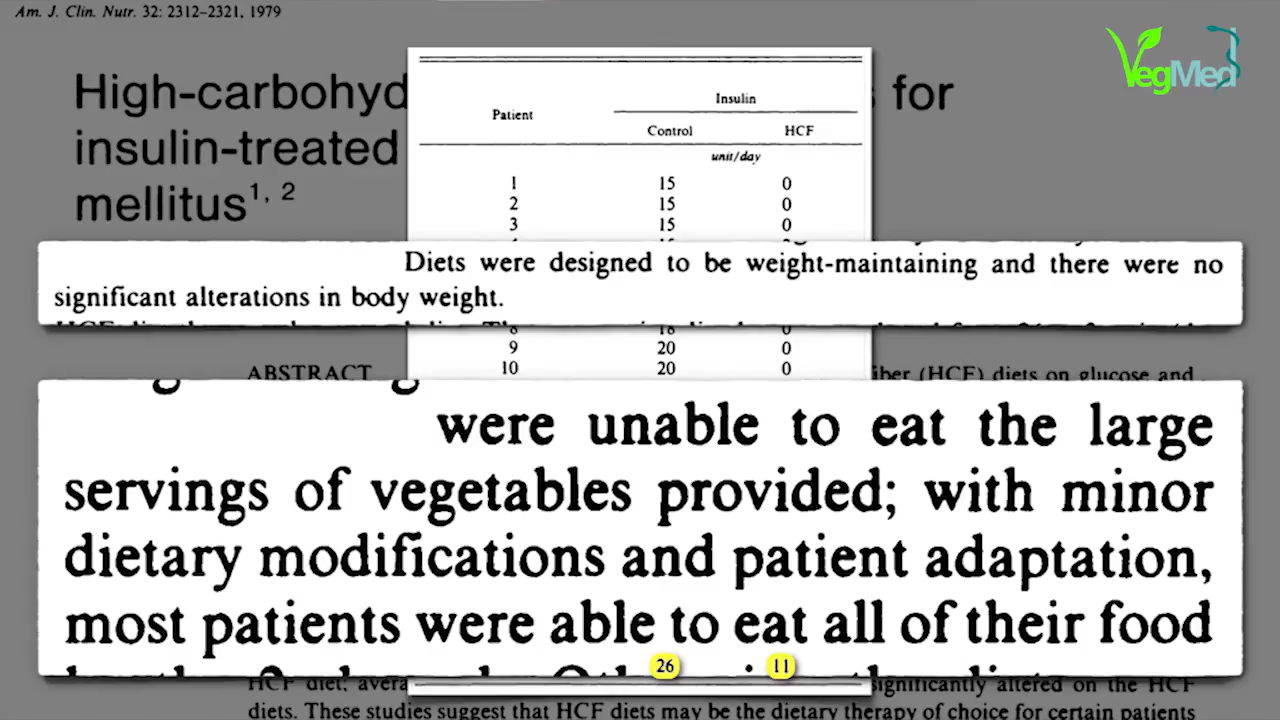 Am. J. Clin. Nutr. 32: 2312–2321, 1979
VegMed
High-carbohyd s for
insulin-treated
mellitus1, 2
Insulin
Patient
Control HCF
unit/day
1 15 0
2 15 0
3 15 0
Diets were designed to be weight-maintaining and there were no
significant alterations in body weight.
9 20 0
10 20 0
ABSTRACT iber (HCF) diets on glucose and
were unable to eat the large
servings of vegetables provided; with minor
dietary modifications and patient adaptation,
most patients were able to eat all of their food
26 11
HCF diet; avera significantly altered on the HCF
diets. These studies suggest that HCF diets may be the dietary therapy of choice for certain patients